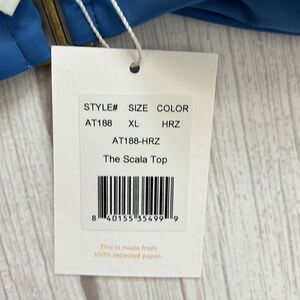 STYLE# SIZE COLOR
AT188 XL HRZ
AT188-HRZ
The Scala Top
8 40155 35499 9
This is made from
100% recycled paper.